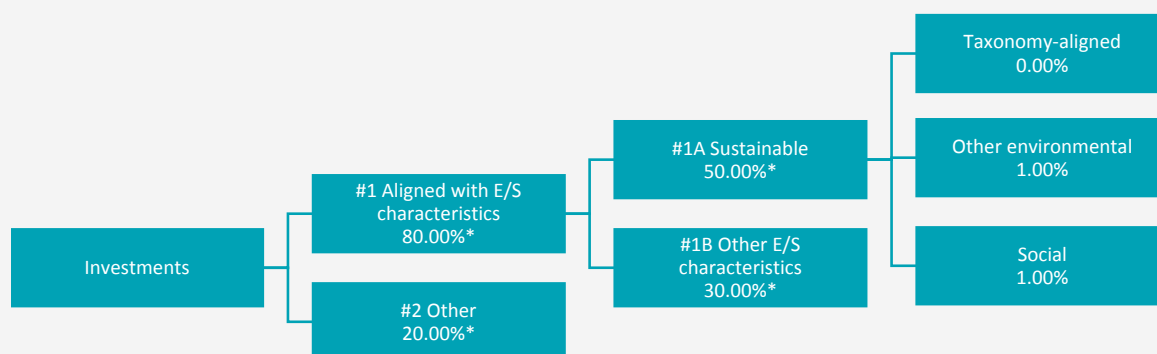 Investments
#1 Aligned with E/S
characteristics
80.00%*
#2 Other
20.00%*
#1A Sustainable
50.00%*
#1B Other E/S
characteristics
30.00%*
Taxonomy-aligned
0.00%
Other environmental
1.00%
Social
1.00%